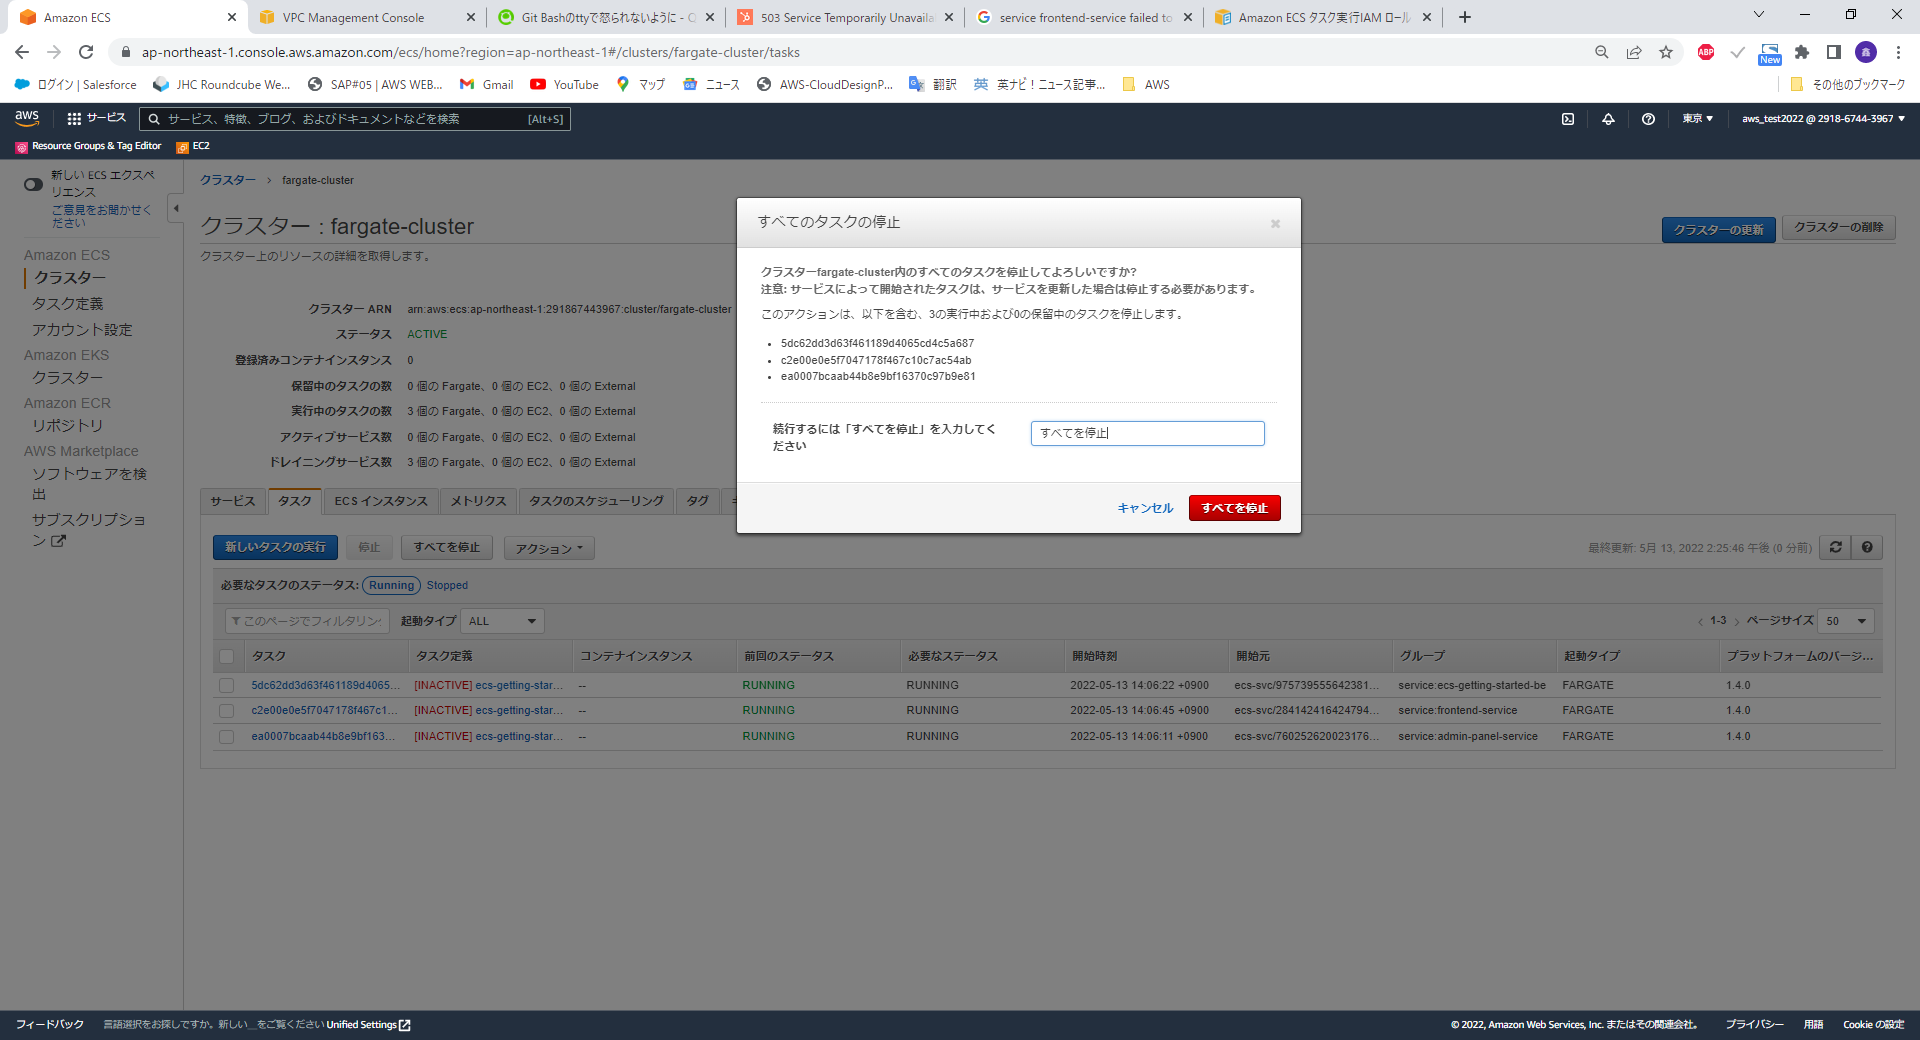 Amazon ECS
VPC Management Console
Git Bashのttyで怒られないように - Q
503 Service Temporarily Unavaila
service frontend-service failed to
Amazon ECS タスク実行IAM ロール
ap-northeast-1.console.aws.amazon.com/ecs/home?region=ap-northeast-1#/clusters/fargate-cluster/tasks
ABP
New
ログイン | Salesforce
JHC Roundcube We...
SAP#05 | AWS WEB...
Gmail
YouTube
マップ
ニュース
AWS-CloudDesignP...
翻訳
英 英ナビ！ニュース記事...
AWS
その他のブックマーク
aws
サービス
サービス、特徴、ブログ、およびドキュメントなどを検索
[Alt+S]
東京
aws_test2022 @ 2918-6744-3967
Resource Groups & Tag Editor
EC2
新しい ECS エクスペ
リエンス
ご意見をお聞かせく
ださい
Amazon ECS
クラスター
タスク定義
アカウント設定
Amazon EKS
クラスター
Amazon ECR
リポジトリ
AWS Marketplace
ソフトウェアを検
出
サブスクリプショ
ン
クラスター
fargate-cluster
クラスター : fargate-cluster
クラスターの更新
クラスターの削除
クラスター上のリソースの詳細を取得します。
クラスター ARN arn:aws:ecs:ap-northeast-1:291867443967:cluster/fargate-cluster
ステータス ACTIVE
登録済みコンテナインスタンス 0
保留中のタスクの数 0 個の Fargate、0 個の EC2、0 個の External
実行中のタスクの数 3 個の Fargate、0 個の EC2、0 個の External
アクティブサービス数 0 個の Fargate、0 個の EC2、0 個の External
ドレイニングサービス数 3 個の Fargate、0 個の EC2、0 個の External
すべてのタスクの停止
クラスターfargate-cluster内のすべてのタスクを停止してよろしいですか?
注意: サービスによって開始されたタスクは、サービスを更新した場合は停止する必要があります。
このアクションは、以下を含む、3の実行中および0の保留中のタスクを停止します。
5dc62dd3d63f461189d4065cd4c5a687
c2e00e0e5f7047178f467c10c7ac54ab
ea0007bcaab44b8e9bf16370c97b9e81
続行するには「すべてを停止」を入力してく
ださい
すべてを停止
キャンセル
すべてを停止
サービス
タスク
ECS インスタンス
メトリクス
タスクのスケジューリング
タグ
新しいタスクの実行
停止
すべてを停止
アクション
最終更新: 5月 13, 2022 2:25:46 午後 (0 分前)
必要なタスクのステータス: Running Stopped
このページでフィルタリン
起動タイプ ALL
1-3 ページサイズ 50
タスク タスク定義 コンテナインスタンス 前回のステータス 必要なステータス 開始時刻 開始元 グループ 起動タイプ プラットフォームのバージ...
5dc62dd3d63f461189d4065... [INACTIVE] ecs-getting-star... -- RUNNING RUNNING 2022-05-13 14:06:22 +0900 ecs-svc/975739555642381... service:ecs-getting-started-be FARGATE 1.4.0
c2e00e0e5f7047178f467c1... [INACTIVE] ecs-getting-star... -- RUNNING RUNNING 2022-05-13 14:06:45 +0900 ecs-svc/284142416424794... service:frontend-service FARGATE 1.4.0
ea0007bcaab44b8e9bf163... [INACTIVE] ecs-getting-star... -- RUNNING RUNNING 2022-05-13 14:06:11 +0900 ecs-svc/760252620023176... service:admin-panel-service FARGATE 1.4.0
フィードバック
言語選択をお探しですか。新しい__をご覧ください Unified Settings
© 2022, Amazon Web Services, Inc. またはその関連会社。
プライバシー
用語
Cookie の設定